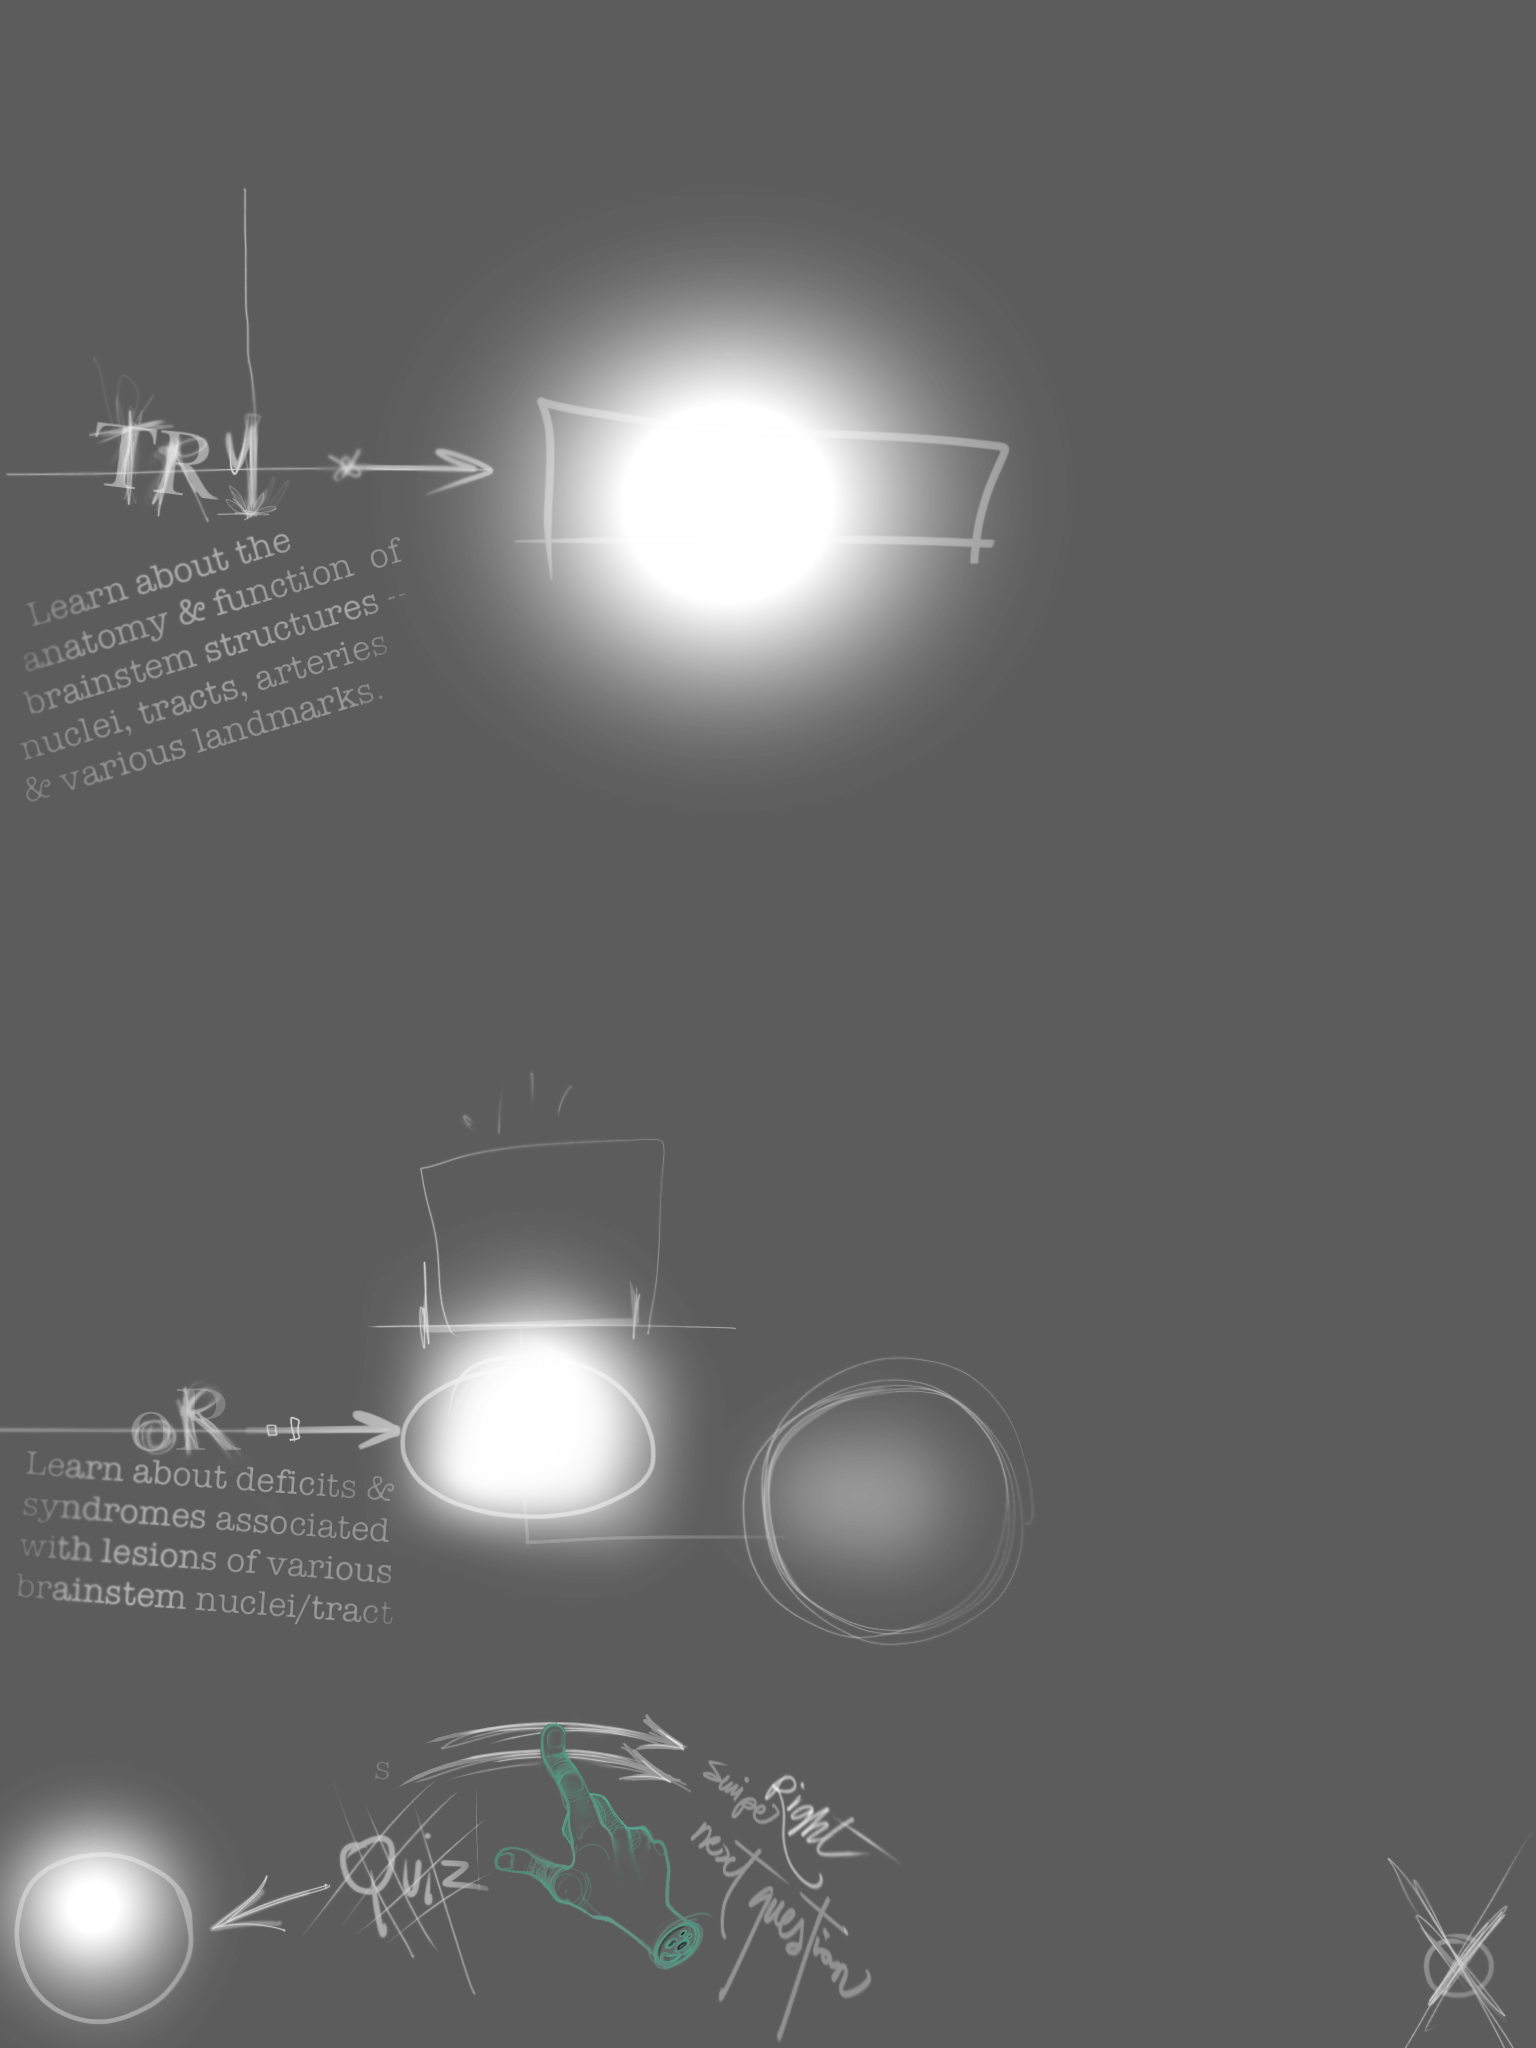 TRY
Learn about the
anatomy & function of
brainstem structures --
nuclei, tracts, arteries
& various landmarks.
OR
Learn about deficits &
syndromes associated
with lesions of various
brainstem nuclei/tract
s
Quiz
Swipe Right
next question
X